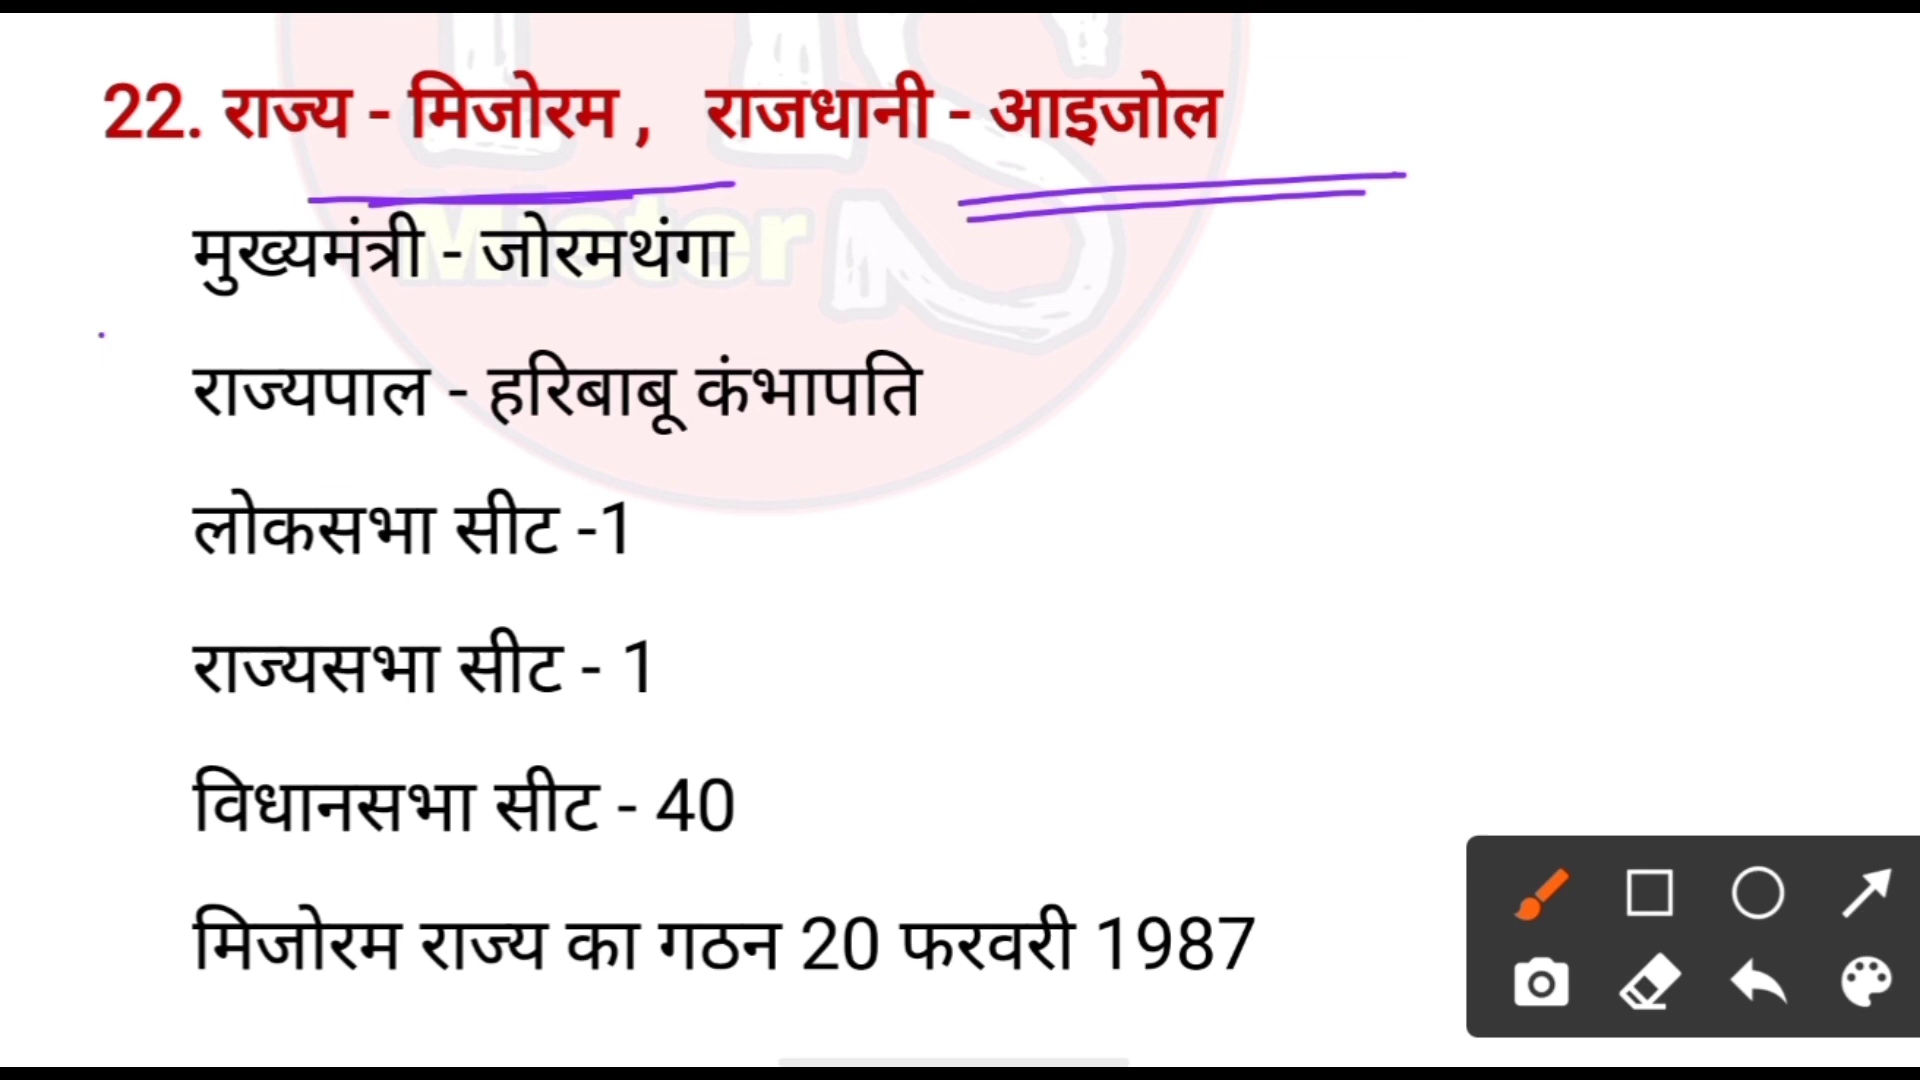 22. राज्य - मिजोरम , राजधानी - आइजोल
मुख्यमंत्री - जोरमथंगा
राज्यपाल - हरिबाबू कंभापति
लोकसभा सीट -1
राज्यसभा सीट - 1
विधानसभा सीट - 40
मिजोरम राज्य का गठन 20 फरवरी 1987